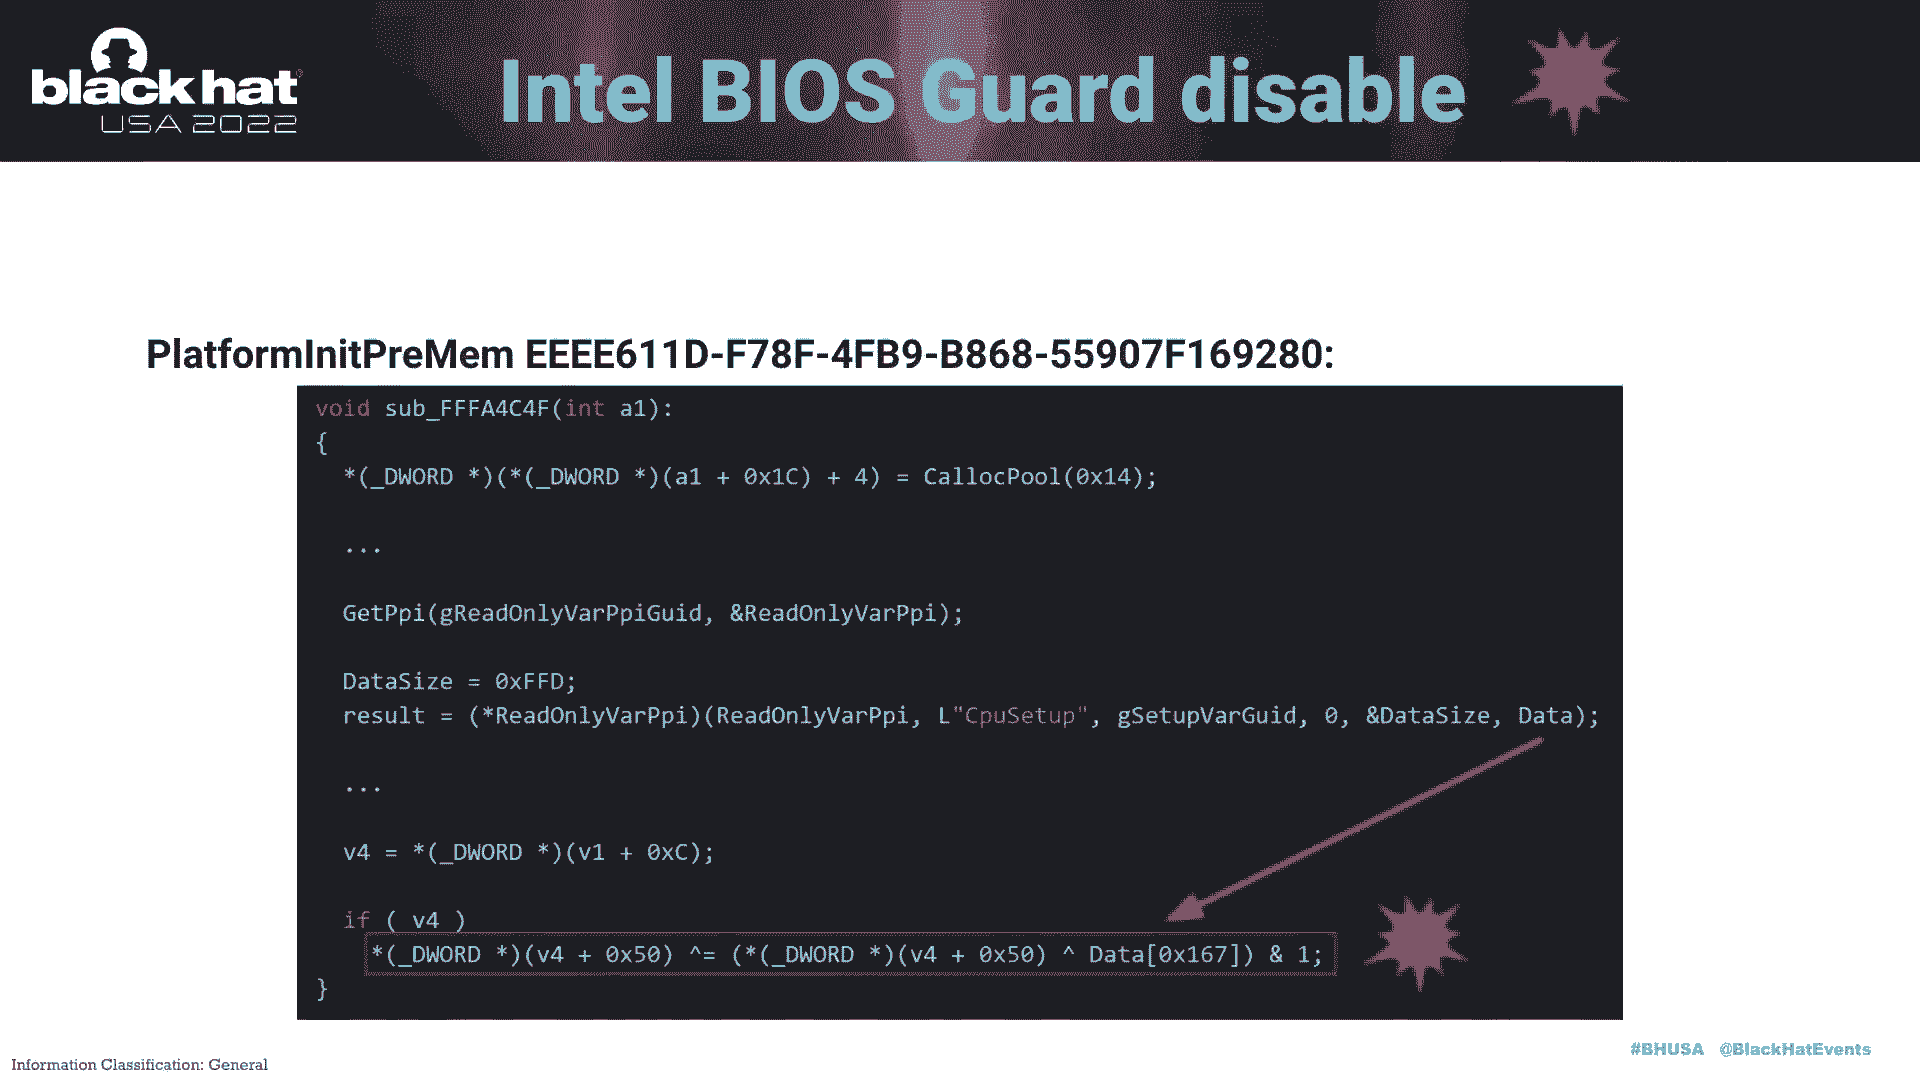 black hat®
USA 2022
Intel BIOS Guard disable
PlatformInitPreMem EEEE611D-F78F-4FB9-B868-55907F169280:
void sub_FFFA4C4F(int a1):
{
*(_DWORD *)(*(_DWORD *)(a1 + 0x1C) + 4) = CallocPool(0x14);
...
GetPpi(gReadOnlyVarPpiGuid, &ReadOnlyVarPpi);
DataSize = 0xFFD;
result = (*ReadOnlyVarPpi)(ReadOnlyVarPpi, L"CpuSetup", gSetupVarGuid, 0, &DataSize, Data);
...
v4 = *(_DWORD *)(v1 + 0xC);
if ( v4 )
*(_DWORD *)(v4 + 0x50) ^= (*(_DWORD *)(v4 + 0x50) ^ Data[0x167]) & 1;
}
Information Classification: General
#BHUSA @BlackHatEvents